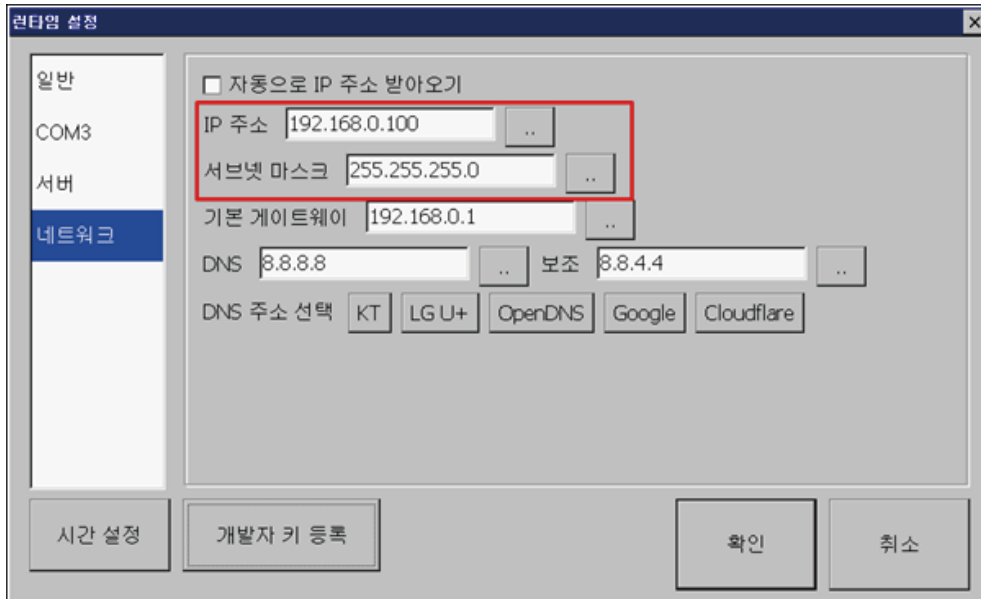 런타임 설정
일반
COM3
서버
네트워크
자동으로 IP 주소 받아오기
IP 주소 192.168.0.100 ..
서브넷 마스크 255.255.255.0 ..
기본 게이트웨이 192.168.0.1 ..
DNS 8.8.8.8 .. 보조 8.8.4.4 ..
DNS 주소 선택 KT LG U+ OpenDNS Google Cloudflare
시간 설정 개발자 키 등록 확인 취소